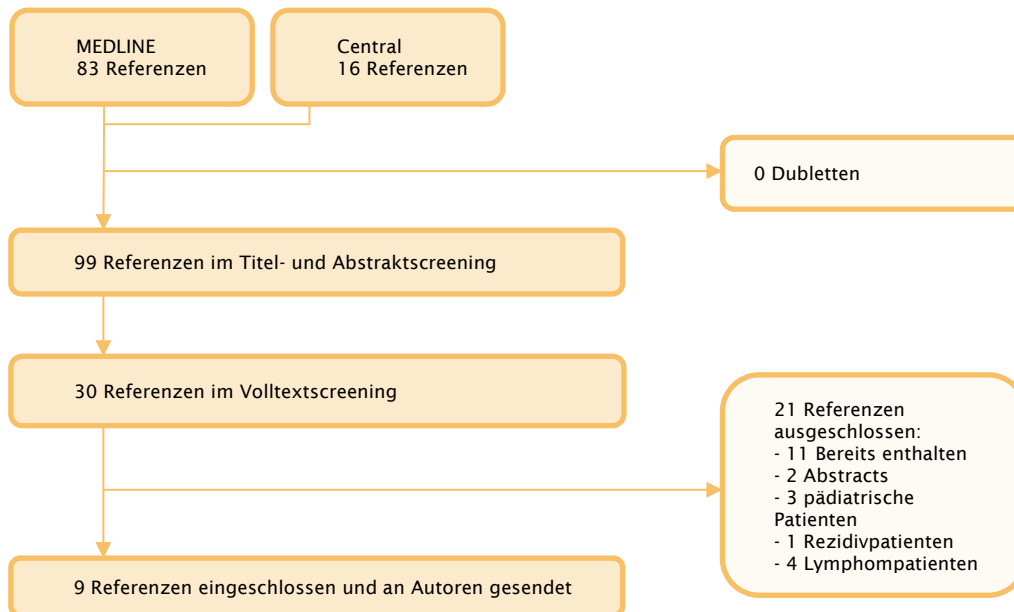 MEDLINE
83 Referenzen
Central
16 Referenzen
0 Dubletten
99 Referenzen im Titel- und Abstraktscreening
30 Referenzen im Volltextscreening
21 Referenzen
ausgeschlossen:
- 11 Bereits enthalten
- 2 Abstracts
- 3 pädiatrische
Patienten
- 1 Rezidivpatienten
- 4 Lymphompatienten
9 Referenzen eingeschlossen und an Autoren gesendet